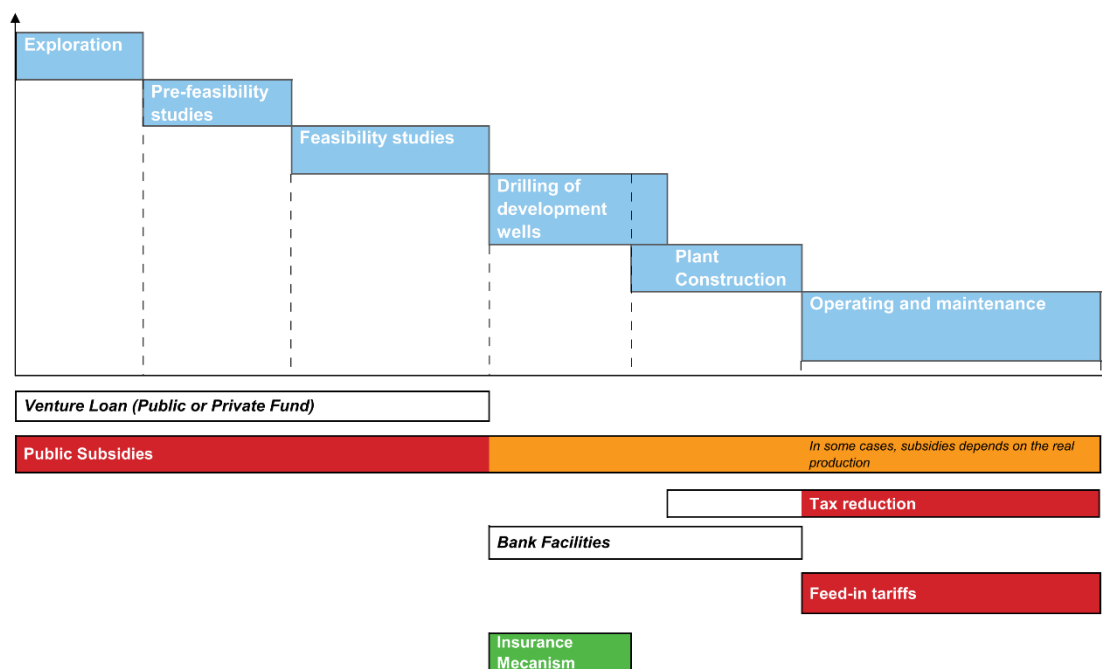 Exploration
Pre-feasibility
studies
Feasibility studies
Drilling of
development
wells
Plant
Construction
Operating and maintenance
Venture Loan (Public or Private Fund)
Public Subsidies
In some cases, subsidies depends on the real
production
Tax reduction
Bank Facilities
Feed-in tariffs
Insurance
Mecanism